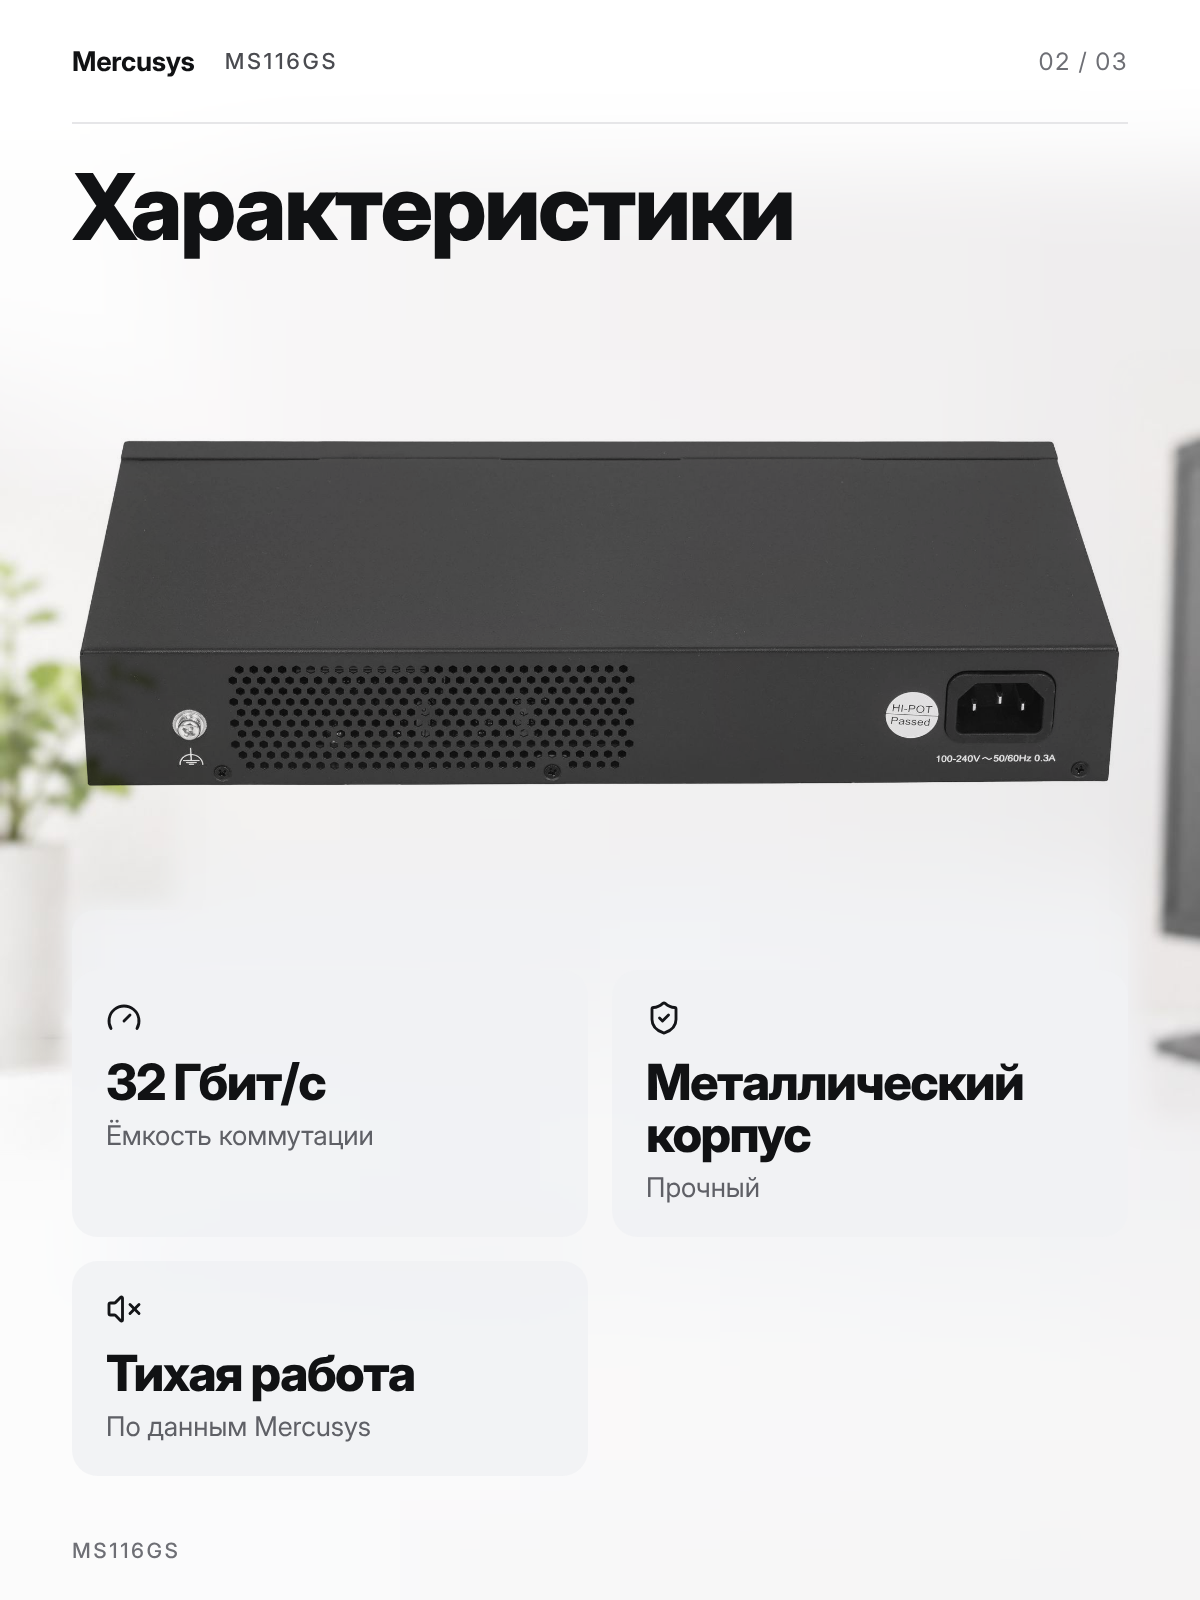 Mercusys MS116GS 02 / 03
Характеристики
HI-POT
Passed
100-240V～50/60Hz 0.3A
32 Гбит/с
Ёмкость коммутации
Металлический
корпус
Прочный
Тихая работа
По данным Mercusys
MS116GS